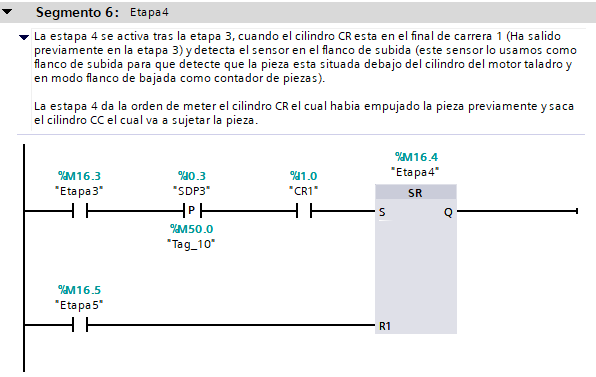 Segmento 6: Etapa4
La estapa 4 se activa tras la etapa 3, cuando el cilindro CR esta en el final de carrera 1 (Ha salido
previamente en la etapa 3) y detecta el sensor en el flanco de subida (este sensor lo usamos como
flanco de subida para que detecte que la pieza esta situada debajo del cilindro del motor taladro y
en modo flanco de bajada como contador de piezas).
La estapa 4 da la orden de meter el cilindro CR el cual habia empujado la pieza previamente y saca
el cilindro CC el cual va a sujetar la pieza.
%M16.4
"Etapa4"
%M16.3
"Etapa3"
%I0.3
"SDP3"
%I1.0
"CR1"
SR
P
S
Q
%M50.0
"Tag_10"
%M16.5
"Etapa5"
R1